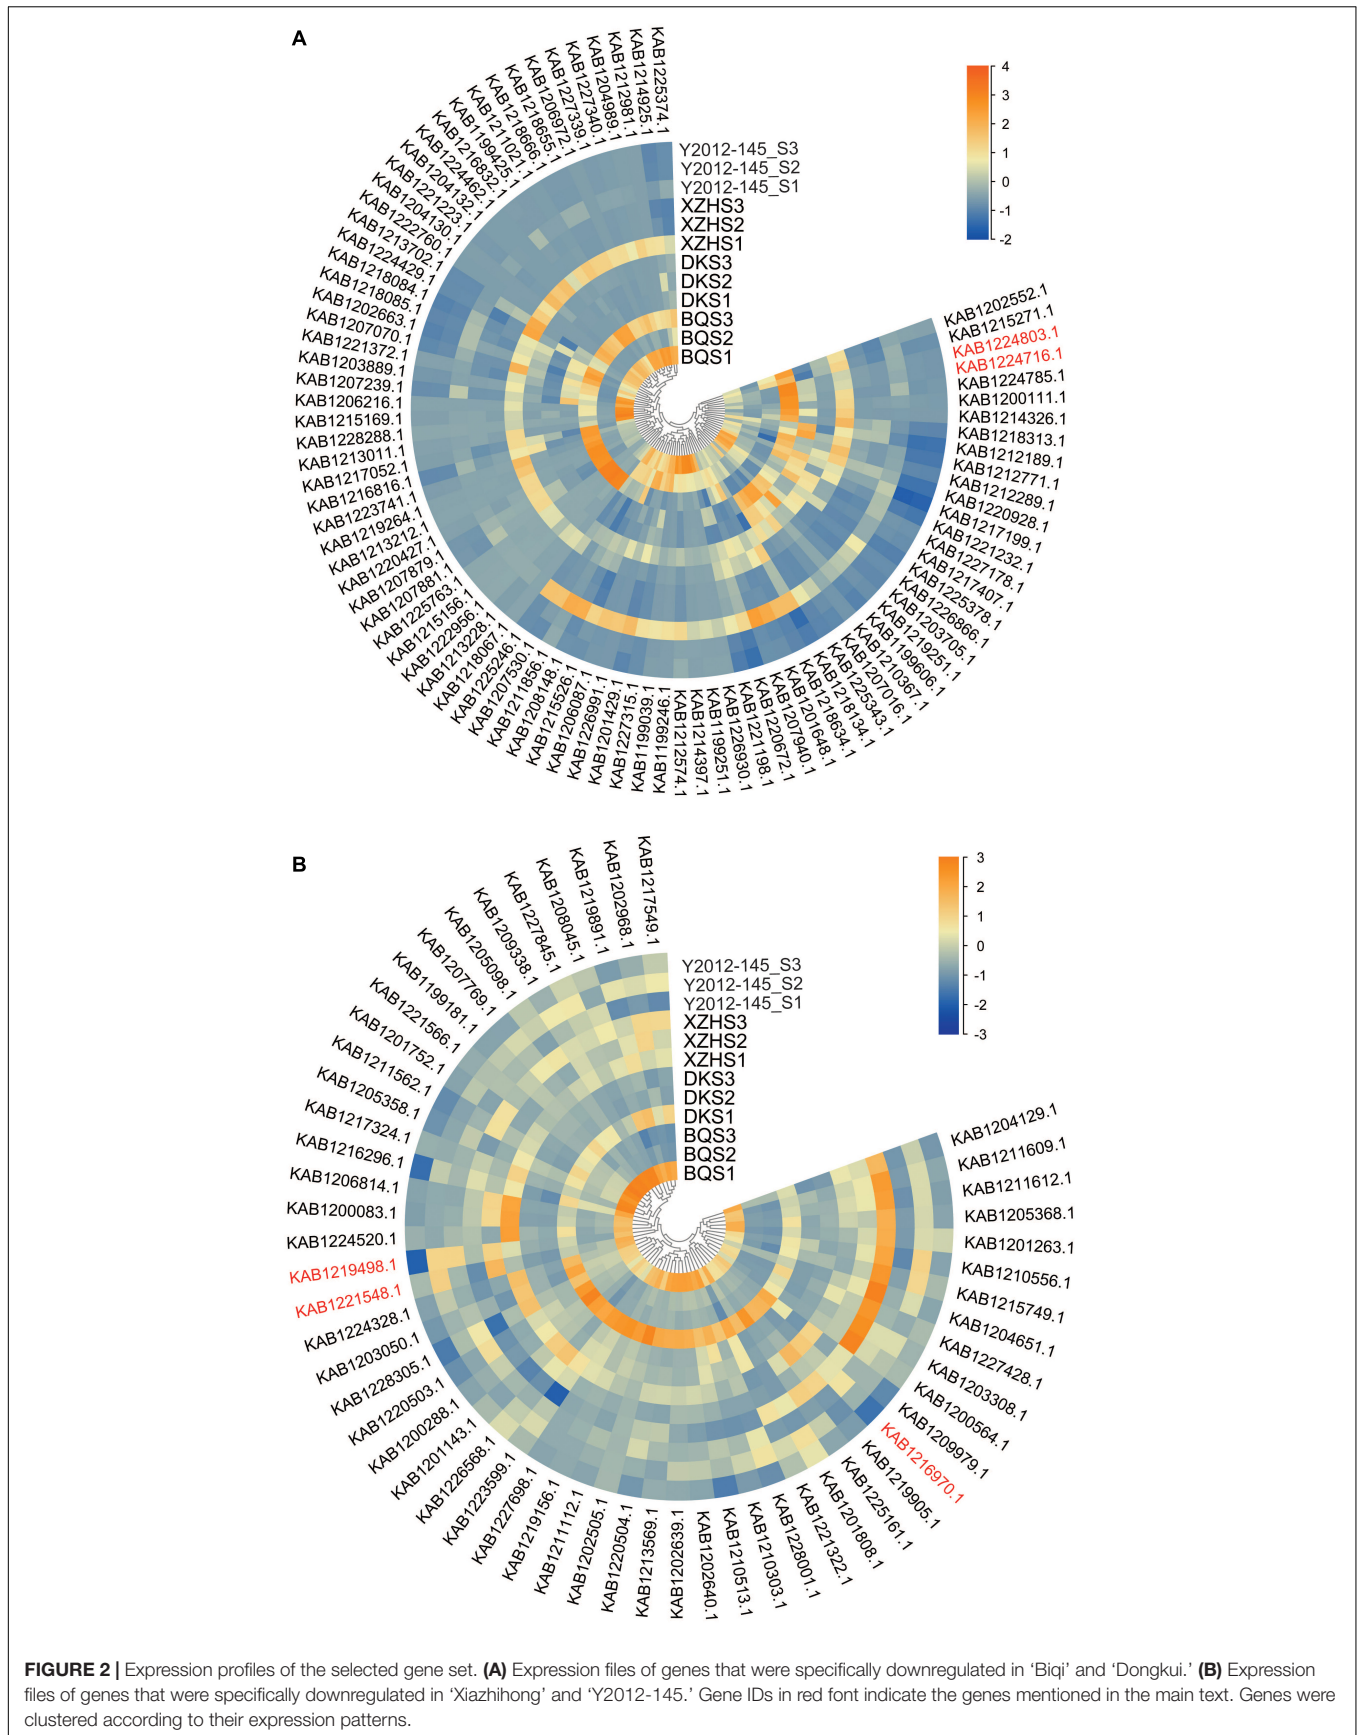 A
KAB1225374.1
KAB1214925.1
KAB1212981.1
KAB1204989.1
KAB1227340.1
KAB1227339.1
KAB1206972.1
KAB1218655.1
KAB1218666.1
KAB1211021.1
KAB1199425.1
KAB1216832.1
KAB1224462.1
KAB1204132.1
KAB1221223.1
KAB1204130.1
KAB1222760.1
KAB1213702.1
KAB1224429.1
KAB1218084.1
KAB1218085.1
KAB1202663.1
KAB1207070.1
KAB1221372.1
KAB1203889.1
KAB1207239.1
KAB1206216.1
KAB1215169.1
KAB1228288.1
KAB1213011.1
KAB1217052.1
KAB1216816.1
KAB1223741.1
KAB1219264.1
KAB1213212.1
KAB1220427.1
KAB1207879.1
KAB1207881.1
KAB1225763.1
KAB1215156.1
KAB1222956.1
KAB1213228.1
KAB1218067.1
KAB1225246.1
KAB1207530.1
KAB1211856.1
KAB1208148.1
KAB1215526.1
KAB1206087.1
KAB1226991.1
KAB1201429.1
KAB1227315.1
KAB1199039.1
KAB1199246.1
KAB1212574.1
KAB1214397.1
KAB1199251.1
KAB1226930.1
KAB1221198.1
KAB1220672.1
KAB1207940.1
KAB1201648.1
KAB1218634.1
KAB1218134.1
KAB1225343.1
KAB1207016.1
KAB1210367.1
KAB1199606.1
KAB1219251.1
KAB1203705.1
KAB1226866.1
KAB1225378.1
KAB1217407.1
KAB1227178.1
KAB1221232.1
KAB1217199.1
KAB1220928.1
KAB1212289.1
KAB1212771.1
KAB1212189.1
KAB1218313.1
KAB1214326.1
KAB1200111.1
KAB1224785.1
KAB1224716.1
KAB1224803.1
KAB1215271.1
KAB1202552.1
Y2012-145_S3
Y2012-145_S2
Y2012-145_S1
XZHS3
XZHS2
XZHS1
DKS3
DKS2
DKS1
BQS3
BQS2
BQS1
4
3
2
1
0
-1
-2
B
KAB1217549.1
KAB1202968.1
KAB1219891.1
KAB1208045.1
KAB1227845.1
KAB1209338.1
KAB1205098.1
KAB1207769.1
KAB1199181.1
KAB1221566.1
KAB1201752.1
KAB1211562.1
KAB1205358.1
KAB1217324.1
KAB1216296.1
KAB1206814.1
KAB1200083.1
KAB1224520.1
KAB1219498.1
KAB1221548.1
KAB1224328.1
KAB1203050.1
KAB1228305.1
KAB1220503.1
KAB1200288.1
KAB1201143.1
KAB1226568.1
KAB1223599.1
KAB1227698.1
KAB1219156.1
KAB1211112.1
KAB1202505.1
KAB1220504.1
KAB1213569.1
KAB1202639.1
KAB1202640.1
KAB1210513.1
KAB1210303.1
KAB1228001.1
KAB1221322.1
KAB1201808.1
KAB1225161.1
KAB1219905.1
KAB1216970.1
KAB1209979.1
KAB1200564.1
KAB1203308.1
KAB1227428.1
KAB1204651.1
KAB1215749.1
KAB1210556.1
KAB1201263.1
KAB1205368.1
KAB1211612.1
KAB1211609.1
KAB1204129.1
Y2012-145_S3
Y2012-145_S2
Y2012-145_S1
XZHS3
XZHS2
XZHS1
DKS3
DKS2
DKS1
BQS3
BQS2
BQS1
3
2
1
0
-1
-2
-3
FIGURE 2 | Expression profiles of the selected gene set. (A) Expression files of genes that were specifically downregulated in ‘Biqi’ and ‘Dongkui.’ (B) Expression
files of genes that were specifically downregulated in ‘Xiazhihong’ and ‘Y2012-145.’ Gene IDs in red font indicate the genes mentioned in the main text. Genes were
clustered according to their expression patterns.